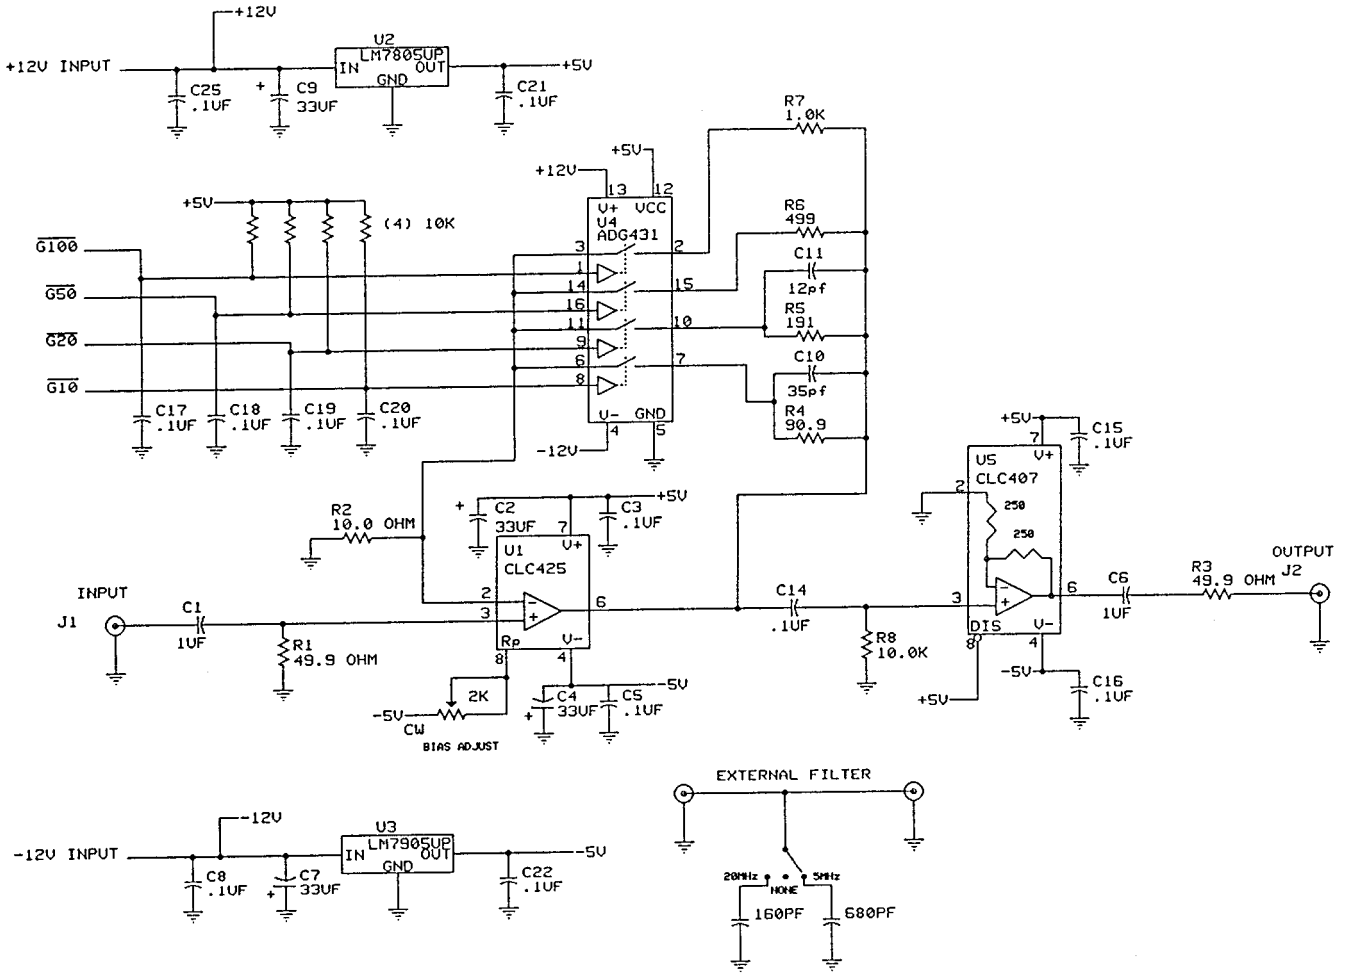 +12V
+12V INPUT
U2
LM7805UP
IN
OUT
GND
+5V
C25
.1UF
+
C9
33UF
C21
.1UF
R7
1.0K
+5V
+12V
13
12
V+
VCC
U4
ADG431
+5V
(4) 10K
G100
G50
G20
G10
3
2
1
14
15
16
11
10
9
6
7
8
V-
GND
4
5
-12V
R6
499
C11
12pf
R5
191
C10
35pf
R4
90.9
C17
.1UF
C18
.1UF
C19
.1UF
C20
.1UF
+5V
C15
.1UF
7
V+
U5
CLC407
2
250
250
3
6
DIS
V-
8
4
-5V
C16
.1UF
+5V
+
C2
33UF
+5V
C3
.1UF
7
V+
U1
CLC425
R2
10.0 OHM
2
3
6
Rp
V-
8
4
INPUT
J1
C1
1UF
R1
49.9 OHM
2K
-5V
CW
BIAS ADJUST
-5V
+
C4
33UF
C5
.1UF
C14
.1UF
R8
10.0K
C6
1UF
R3
49.9 OHM
OUTPUT
J2
-12V
-12V INPUT
U3
LM7905UP
IN
OUT
GND
-5V
C8
.1UF
+
C7
33UF
C22
.1UF
EXTERNAL FILTER
20MHz
NONE
5MHz
160PF
680PF